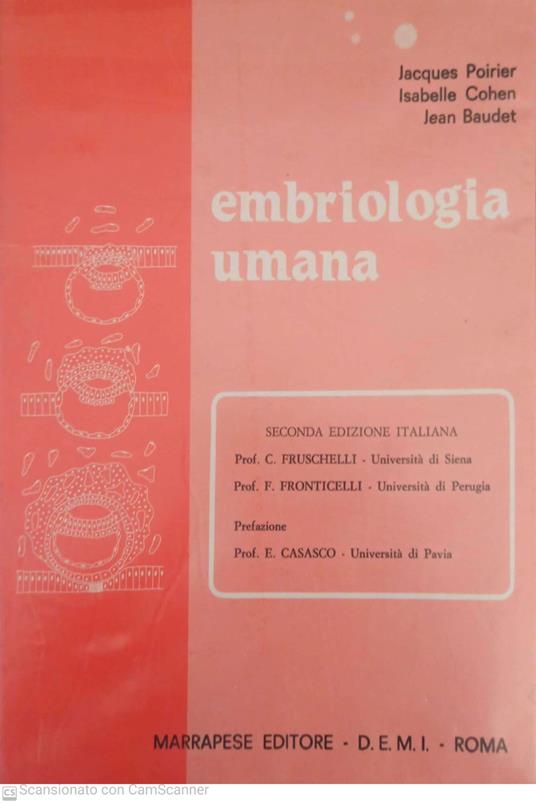 Jacques Poirier
Isabelle Cohen
Jean Baudet
embriologia
umana
SECONDA EDIZIONE ITALIANA
Prof. C. FRUSCHELLI - Università di Siena
Prof. F. FRONTICELLI - Università di Perugia
Prefazione
Prof. E. CASASCO - Università di Pavia
MARRAPESE EDITORE - D.E.M.I. - ROMA
CS Scansionato con CamScanner